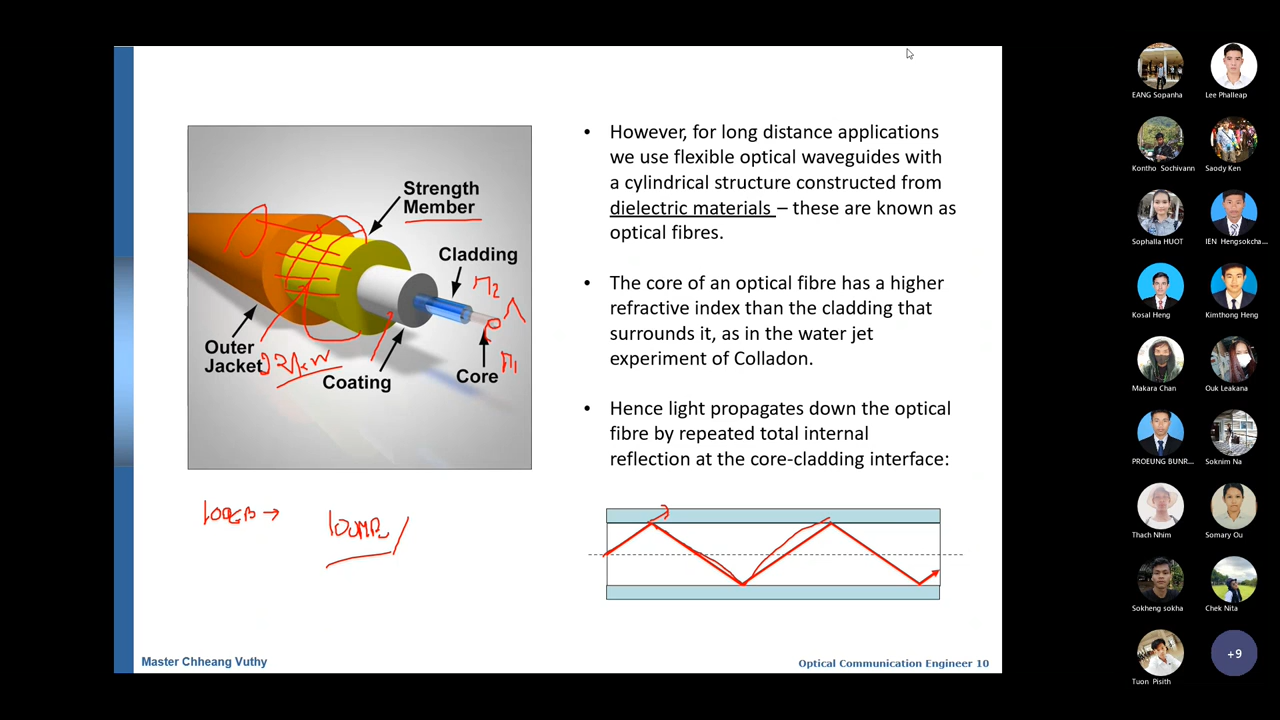 • However, for long distance applications
we use flexible optical waveguides with
a cylindrical structure constructed from
dielectric materials – these are known as
optical fibres.
• The core of an optical fibre has a higher
refractive index than the cladding that
surrounds it, as in the water jet
experiment of Colladon.
• Hence light propagates down the optical
fibre by repeated total internal
reflection at the core-cladding interface:
Strength
Member
Cladding
n2
Outer
Jacket
Coating
Core
n1
Master Chheang Vuthy
Optical Communication Engineer 10
EANG Sopanha
Lee Phalleap
Kontho Sochivann
Saody Ken
Sophalla HUOT
IEN Hengsokcha...
Kosal Heng
Kimthong Heng
Makara Chan
Ouk Leakana
PROEUNG BUNR...
Soknim Na
Thach Nhim
Somary Ou
Sokheng sokha
Chek Nita
Tuon Pisith
+9